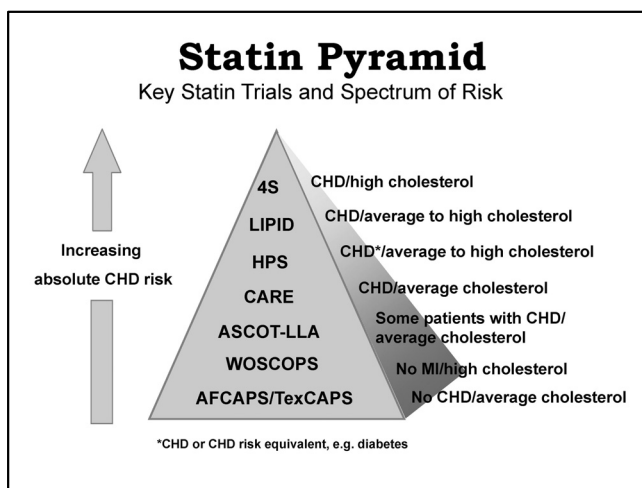 Statin Pyramid
Key Statin Trials and Spectrum of Risk
4S
CHD/high cholesterol
LIPID
CHD/average to high cholesterol
Increasing
absolute CHD risk
HPS
CHD*/average to high cholesterol
CARE
CHD/average cholesterol
ASCOT-LLA
Some patients with CHD/
average cholesterol
WOSCOPS
No MI/high cholesterol
AFCAPS/TexCAPS
No CHD/average cholesterol
*CHD or CHD risk equivalent, e.g. diabetes